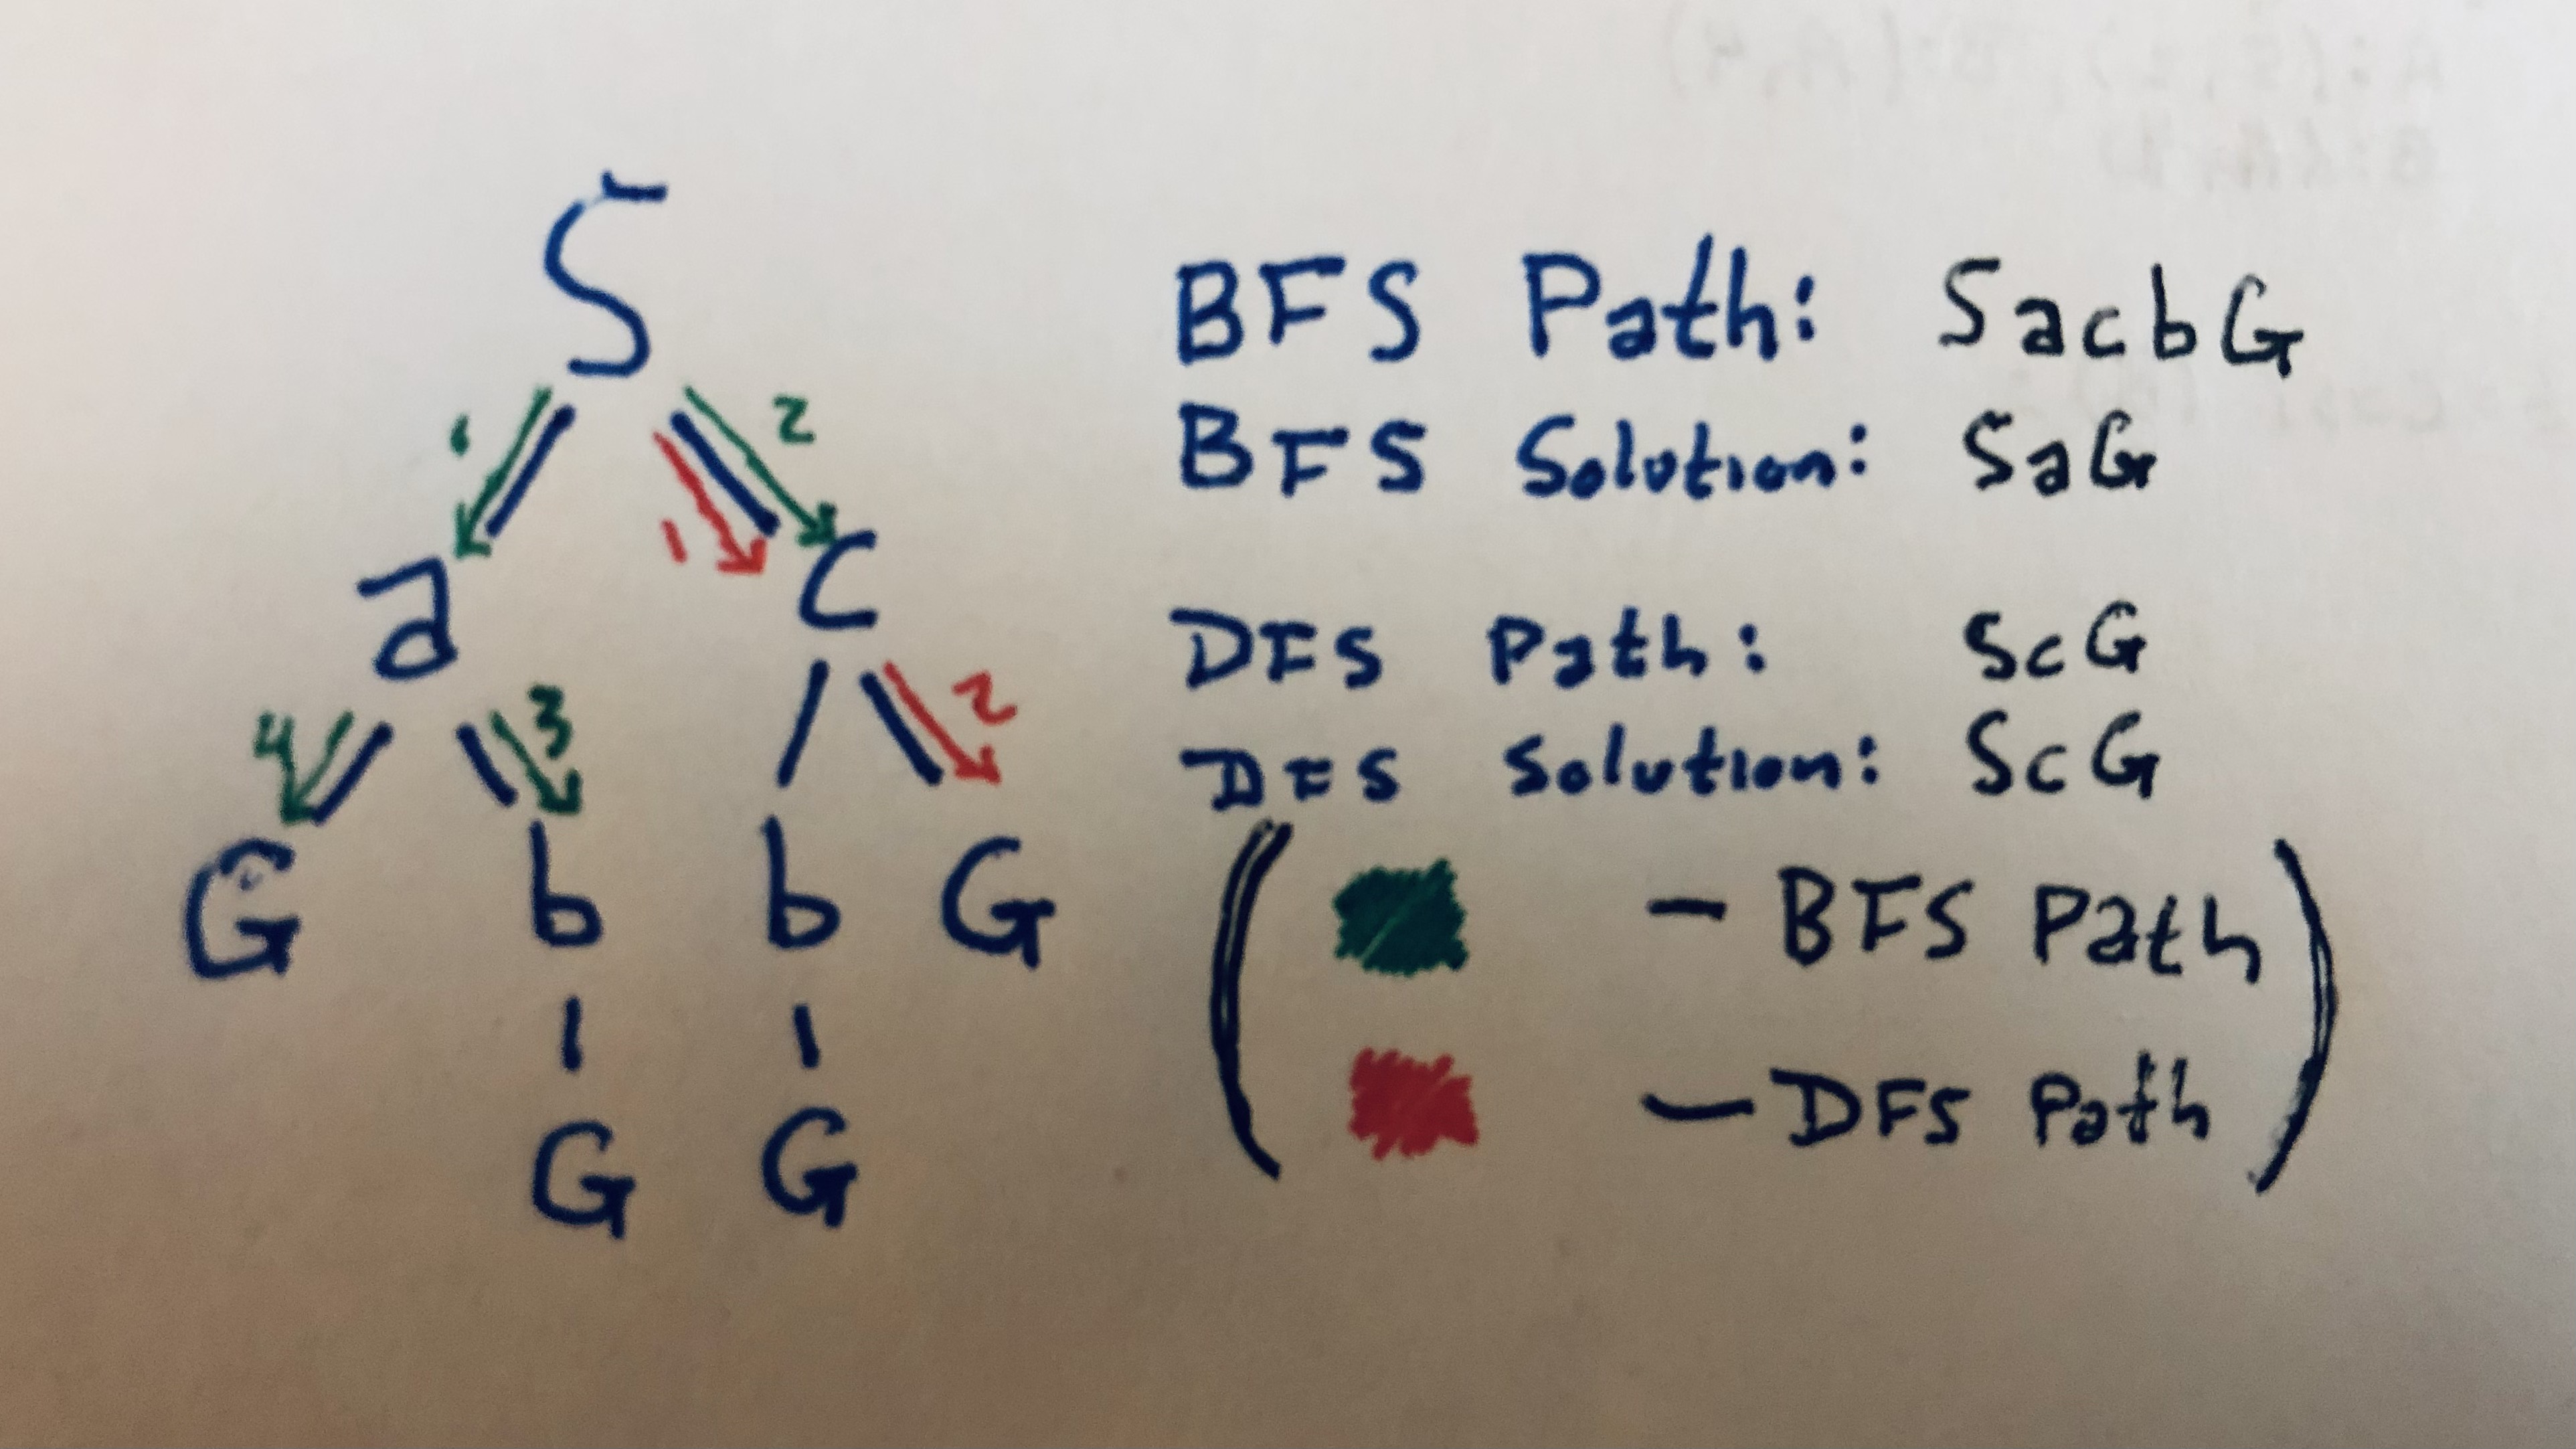 S
1 2
1
a c
4 3 2
G b b G
G G
BFS Path: SacbG
BFS Solution: SaG
DFS Path: ScG
DFS Solution: ScG
( - BFS Path
- DFS Path )